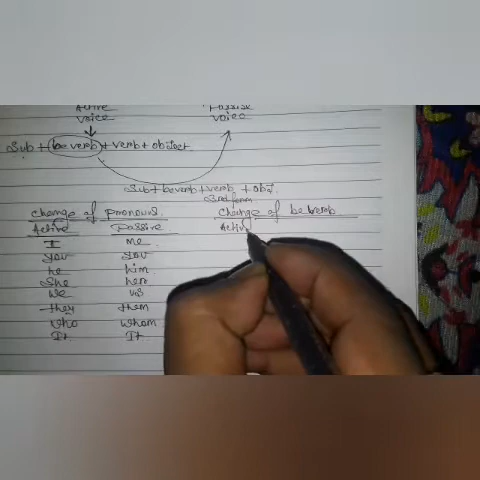 Active Passive
voice voice
Sub + be verb + verb + object
Sub + be verb + verb + obj.
3rd form
Change of pronouns. Change of be verb
Active Passive. Activ
I me
you you
he him
she her
we us
they them
who whom
It It